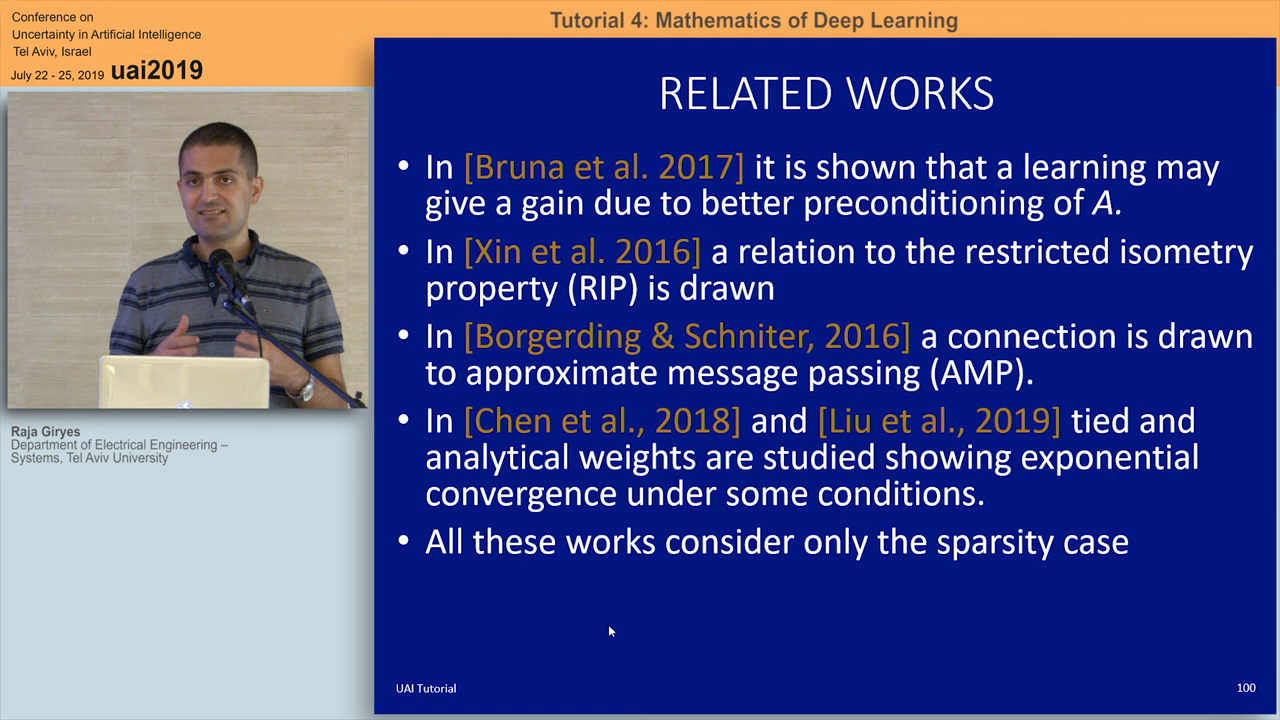 Conference on
Uncertainty in Artificial Intelligence
Tel Aviv, Israel
July 22 - 25, 2019 uai2019
Tutorial 4: Mathematics of Deep Learning
Raja Giryes
Department of Electrical Engineering –
Systems, Tel Aviv University
RELATED WORKS
• In [Bruna et al. 2017] it is shown that a learning may
give a gain due to better preconditioning of A.
• In [Xin et al. 2016] a relation to the restricted isometry
property (RIP) is drawn
• In [Borgerding & Schniter, 2016] a connection is drawn
to approximate message passing (AMP).
• In [Chen et al., 2018] and [Liu et al., 2019] tied and
analytical weights are studied showing exponential
convergence under some conditions.
• All these works consider only the sparsity case
UAI Tutorial
100